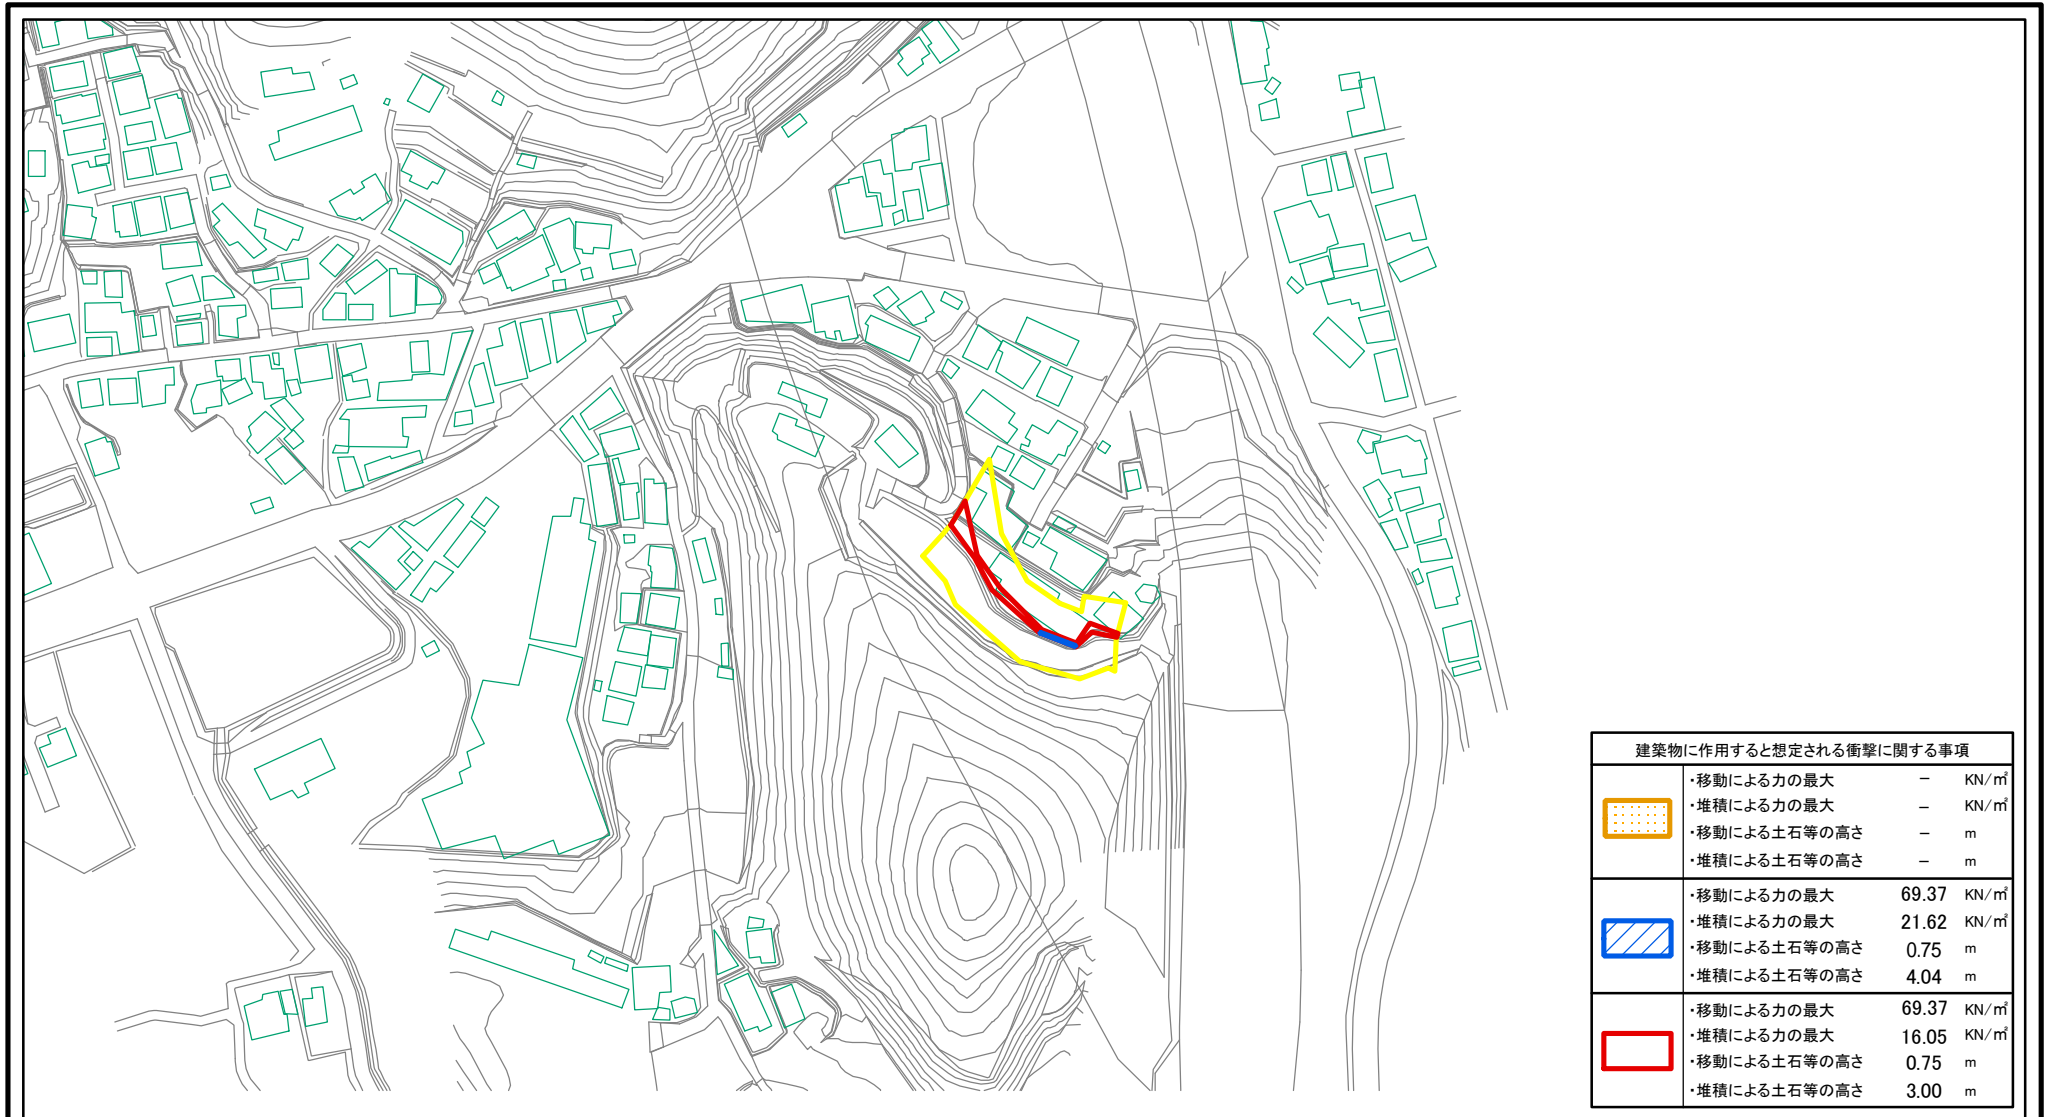 建築物に作用すると想定される衝撃に関する事項
・移動による力の最大 － KN/㎡
・堆積による力の最大 － KN/㎡
・移動による土石等の高さ － m
・堆積による土石等の高さ － m
・移動による力の最大 69.37 KN/㎡
・堆積による力の最大 21.62 KN/㎡
・移動による土石等の高さ 0.75 m
・堆積による土石等の高さ 4.04 m
・移動による力の最大 69.37 KN/㎡
・堆積による力の最大 16.05 KN/㎡
・移動による土石等の高さ 0.75 m
・堆積による土石等の高さ 3.00 m